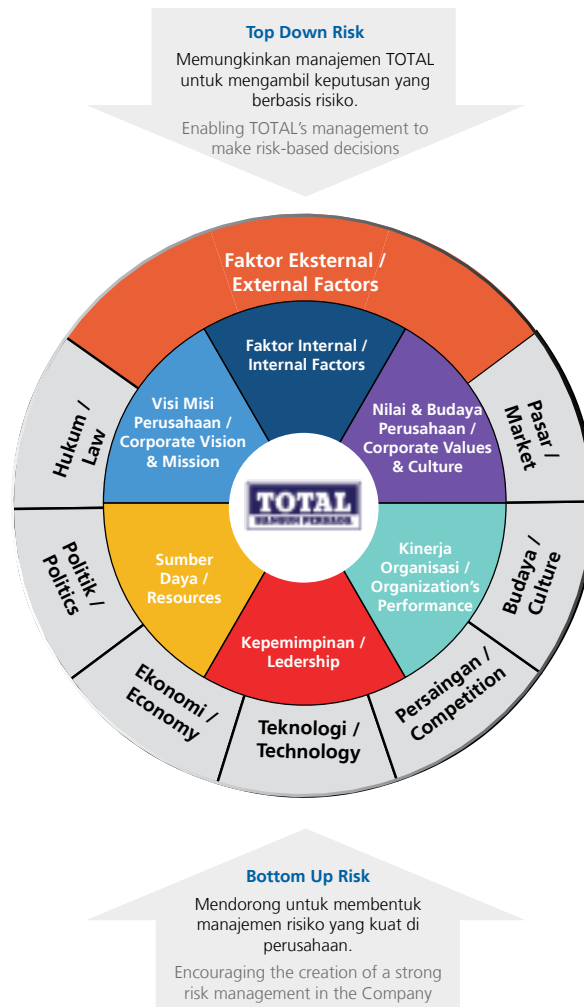 Top Down Risk
Memungkinkan manajemen TOTAL
untuk mengambil keputusan yang
berbasis risiko.
Enabling TOTAL's management to
make risk-based decisions
Faktor Eksternal /
External Factors
Faktor Internal /
Internal Factors
Visi Misi
Perusahaan /
Corporate Vision
& Mission
Nilai & Budaya
Perusahaan /
Corporate Values
& Culture
Hukum /
Law
Pasar /
Market
TOTAL
BANGUN PERSADA
Sumber
Daya /
Resources
Kinerja
Organisasi /
Organization's
Performance
Politik /
Politics
Budaya /
Culture
Kepemimpinan /
Ledership
Ekonomi /
Economy
Teknologi /
Technology
Persaingan /
Competition
Bottom Up Risk
Mendorong untuk membentuk
manajemen risiko yang kuat di
perusahaan.
Encouraging the creation of a strong
risk management in the Company